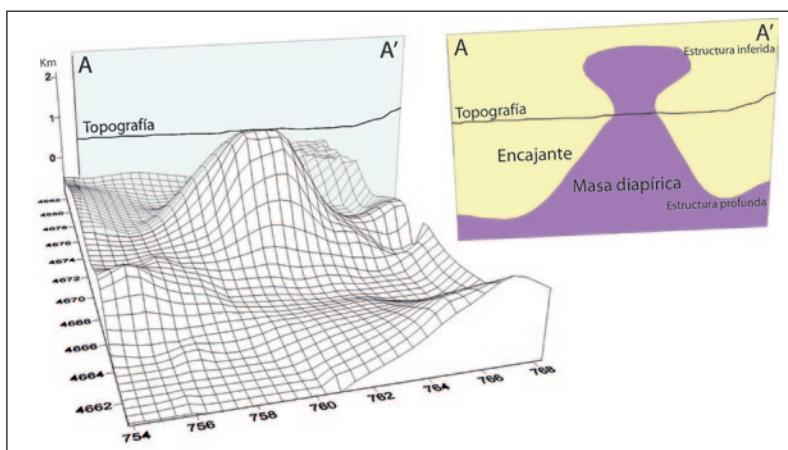 A
A'
Km
2
1
0
Topografía
4682
4680
4678
4676
4674
4672
4670
4668
4666
4664
4662
754
756
758
760
762
764
766
768
A
A'
Estructura inferida
Topografía
Encajante
Masa diapírica
Estructura profunda